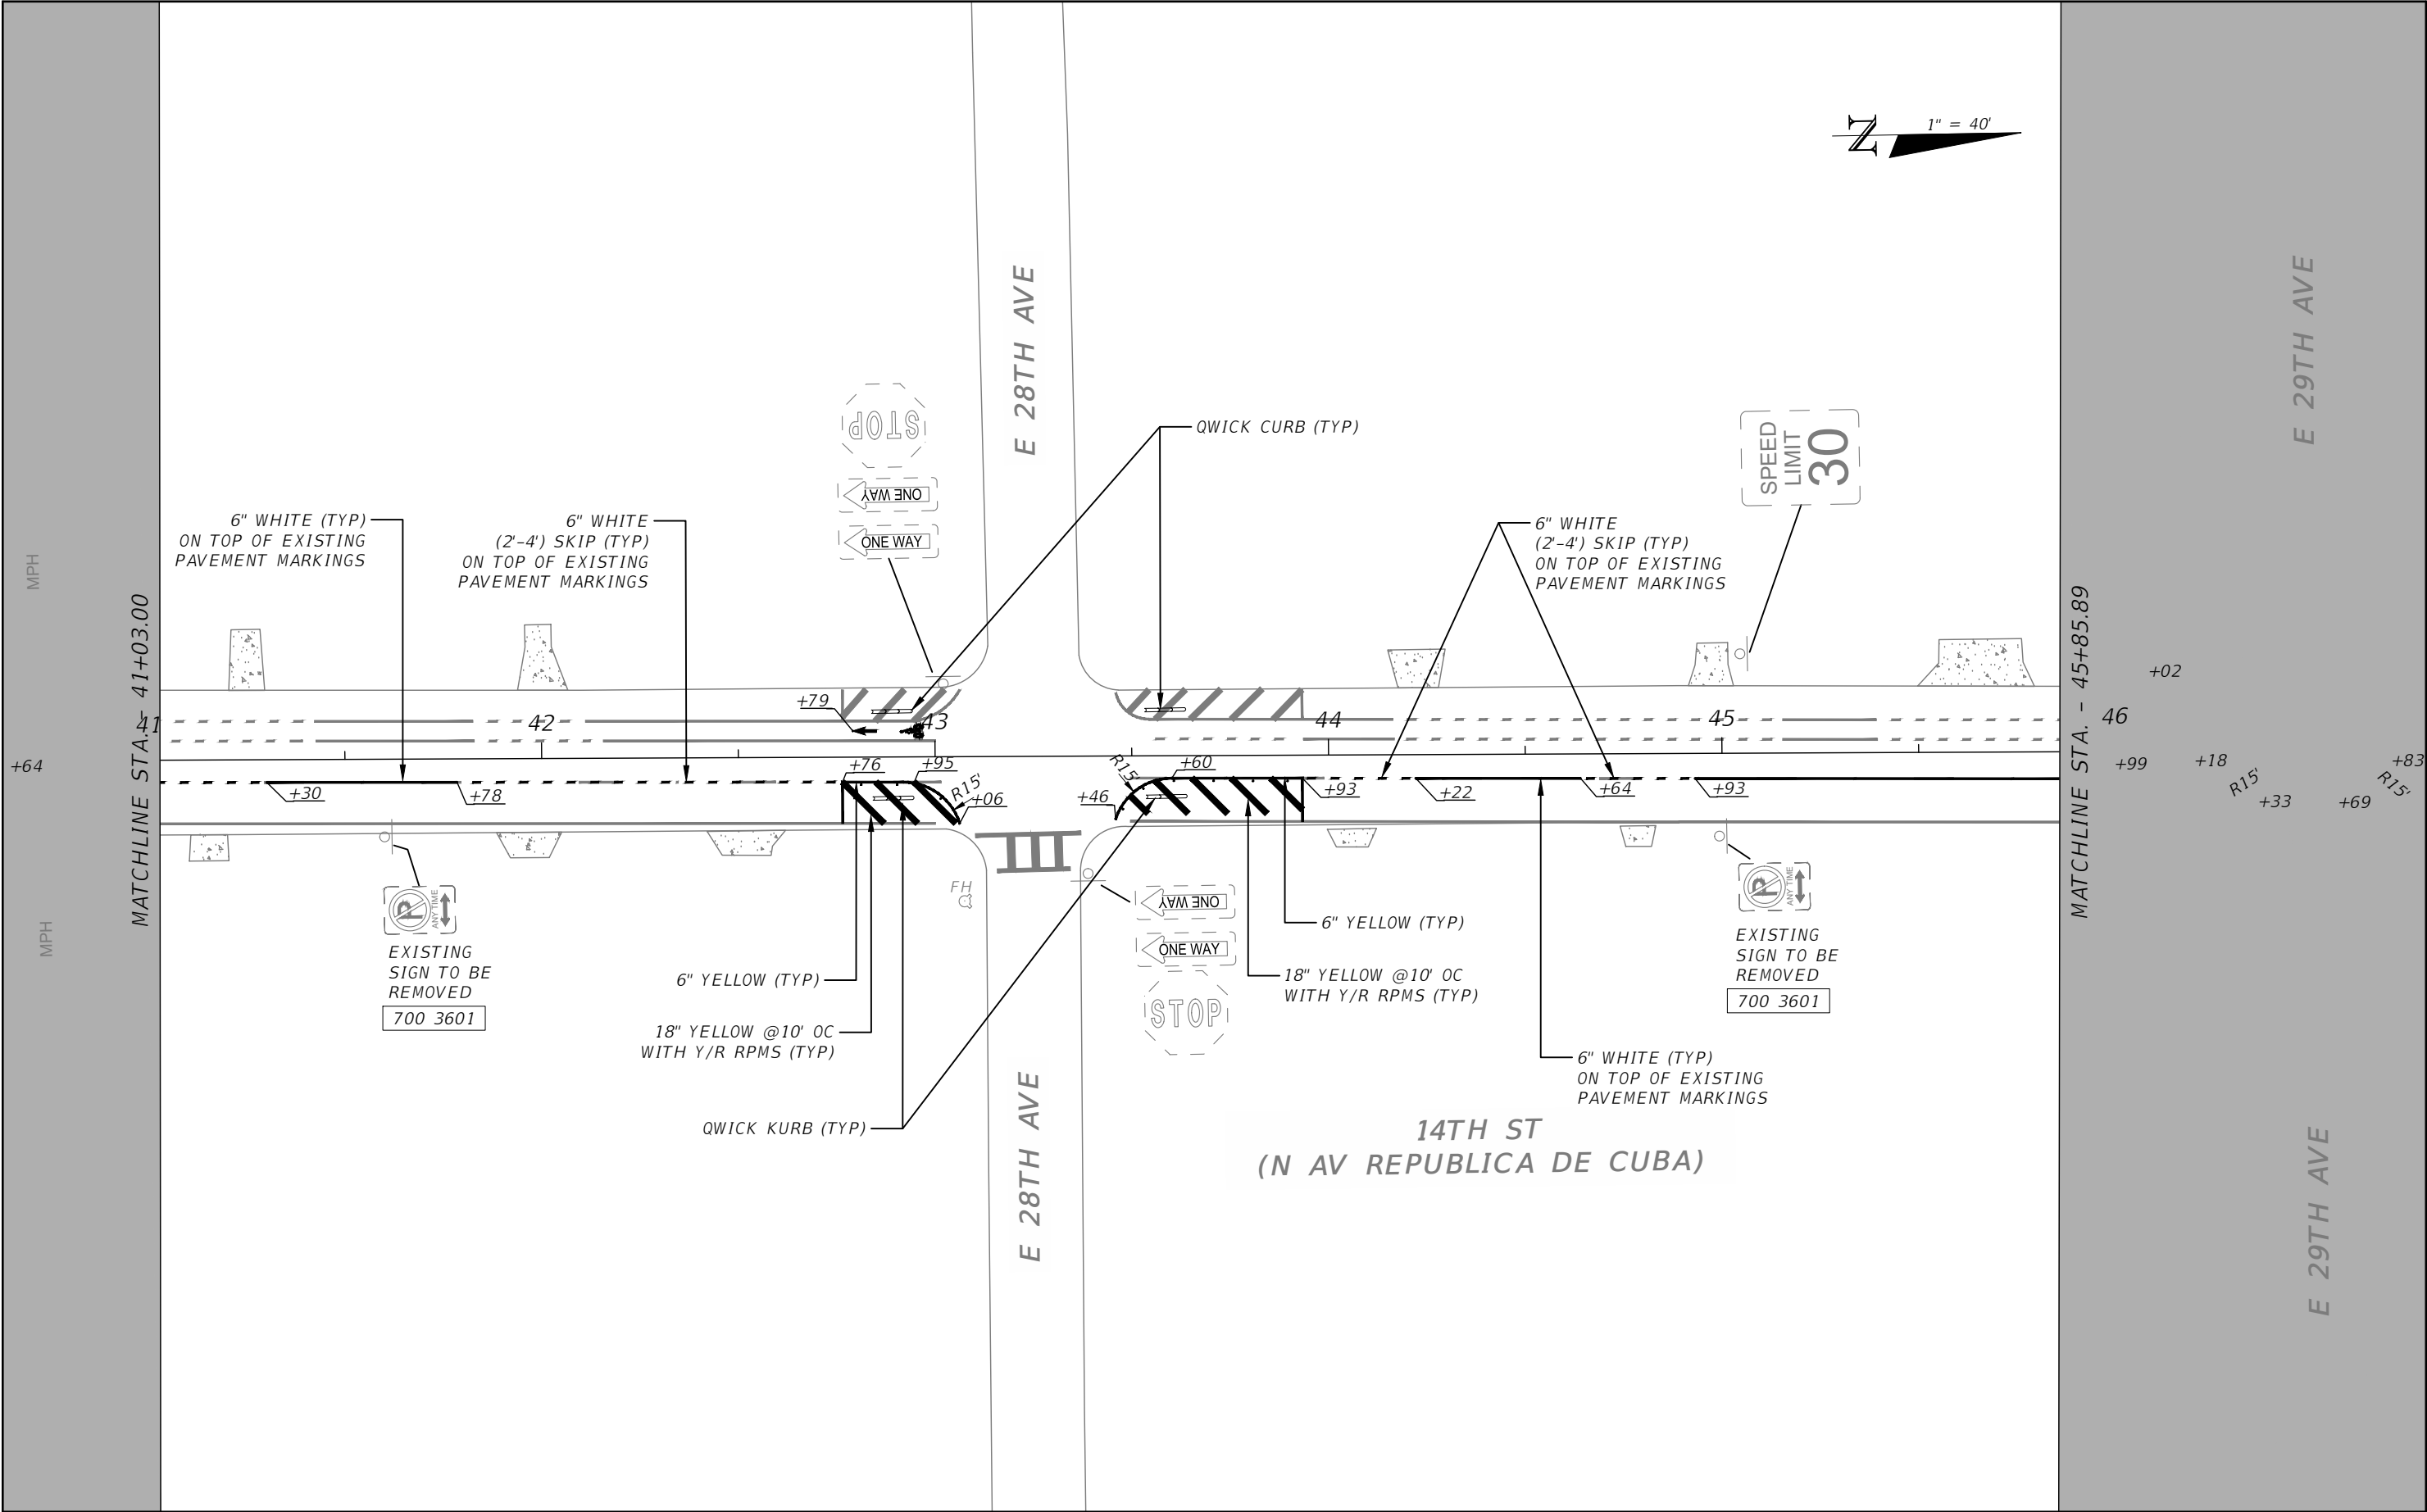 N
1" = 40'
E 28TH AVE
E 29TH AVE
STOP
ONE WAY
ONE WAY
QWICK CURB (TYP)
SPEED
LIMIT
30
6" WHITE (TYP)
ON TOP OF EXISTING
PAVEMENT MARKINGS
6" WHITE
(2'-4') SKIP (TYP)
ON TOP OF EXISTING
PAVEMENT MARKINGS
6" WHITE
(2'-4') SKIP (TYP)
ON TOP OF EXISTING
PAVEMENT MARKINGS
MPH
MPH
MATCHLINE STA. - 41+03.00
MATCHLINE STA. - 45+85.89
+02
+79
41
42
43
44
45
46
+64
+76
+95
R15'
+60
+99
+18
+83
+30
+78
R15'
+06
+46
+93
+22
+64
+93
R15'
+33
+69
R15'
P
ANY TIME
EXISTING
SIGN TO BE
REMOVED
700 3601
FH
ONE WAY
ONE WAY
STOP
6" YELLOW (TYP)
18" YELLOW @10' OC
WITH Y/R RPMS (TYP)
P
ANY TIME
EXISTING
SIGN TO BE
REMOVED
700 3601
6" YELLOW (TYP)
18" YELLOW @10' OC
WITH Y/R RPMS (TYP)
QWICK KURB (TYP)
6" WHITE (TYP)
ON TOP OF EXISTING
PAVEMENT MARKINGS
E 28TH AVE
14TH ST
(N AV REPUBLICA DE CUBA)
E 29TH AVE